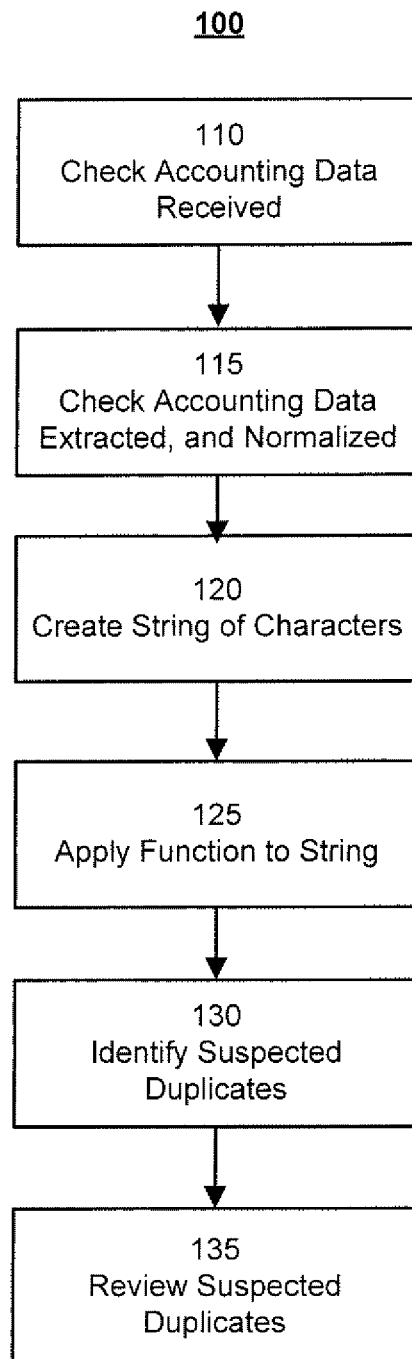 100
110
Check Accounting Data
Received
115
Check Accounting Data
Extracted, and Normalized
120
Create String of Characters
125
Apply Function to String
130
Identify Suspected
Duplicates
135
Review Suspected
Duplicates